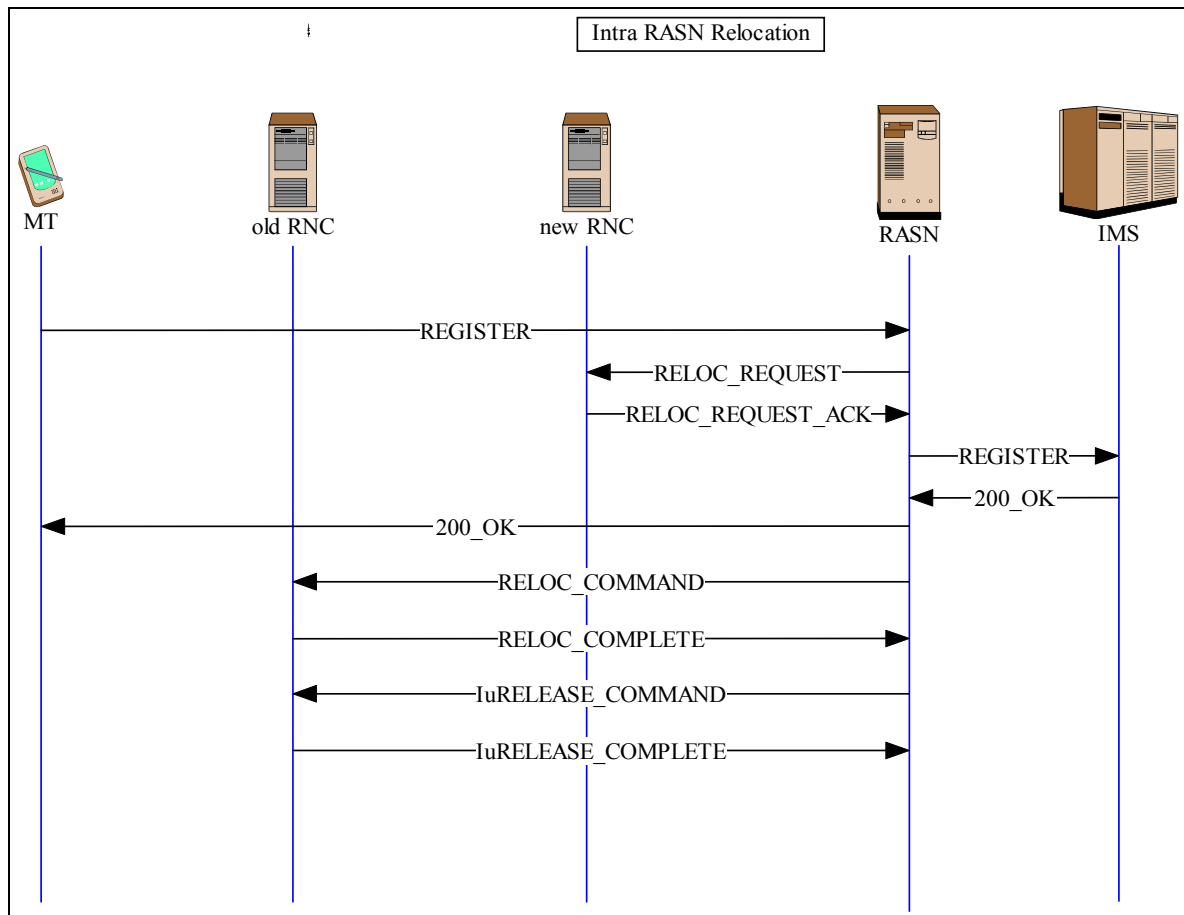 Intra RASN Relocation
MT
old RNC
new RNC
RASN
IMS
REGISTER
RELOC_REQUEST
RELOC_REQUEST_ACK
REGISTER
200_OK
200_OK
RELOC_COMMAND
RELOC_COMPLETE
IuRELEASE_COMMAND
IuRELEASE_COMPLETE